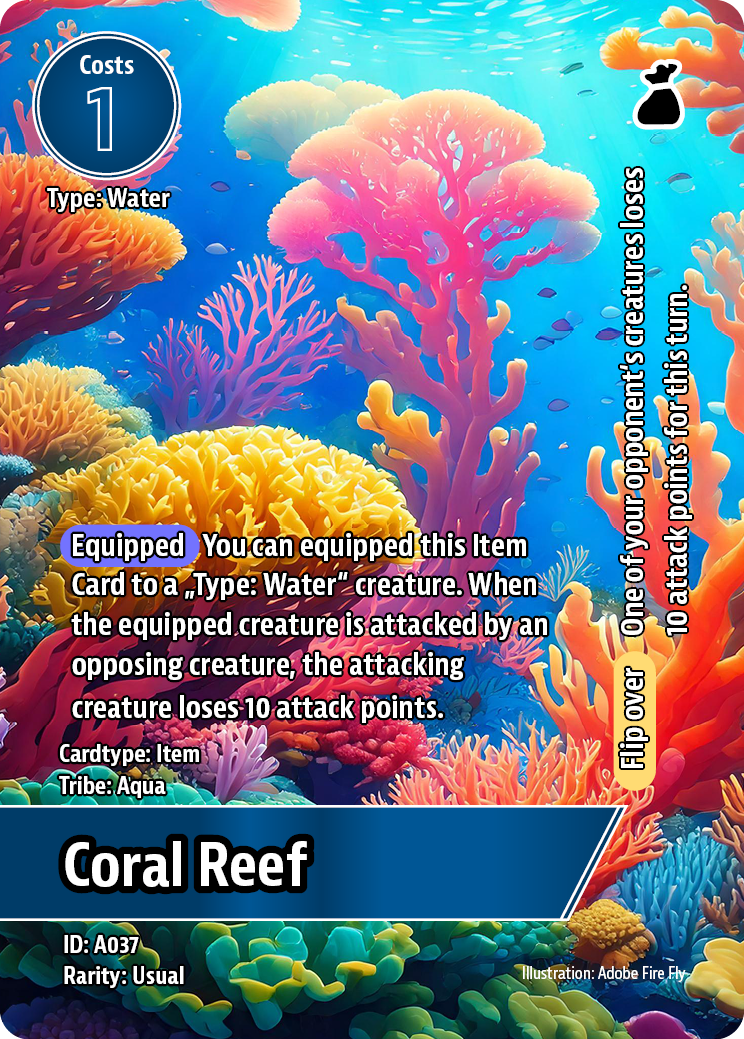 Costs
1
Type: Water
One of your opponent's creatures loses
10 attack points for this turn.
Flip over
Equipped You can equipped this Item
Card to a „Type: Water“ creature. When
the equipped creature is attacked by an
opposing creature, the attacking
creature loses 10 attack points.
Cardtype: Item
Tribe: Aqua
Coral Reef
ID: A037
Rarity: Usual
Illustration: Adobe Fire Fly